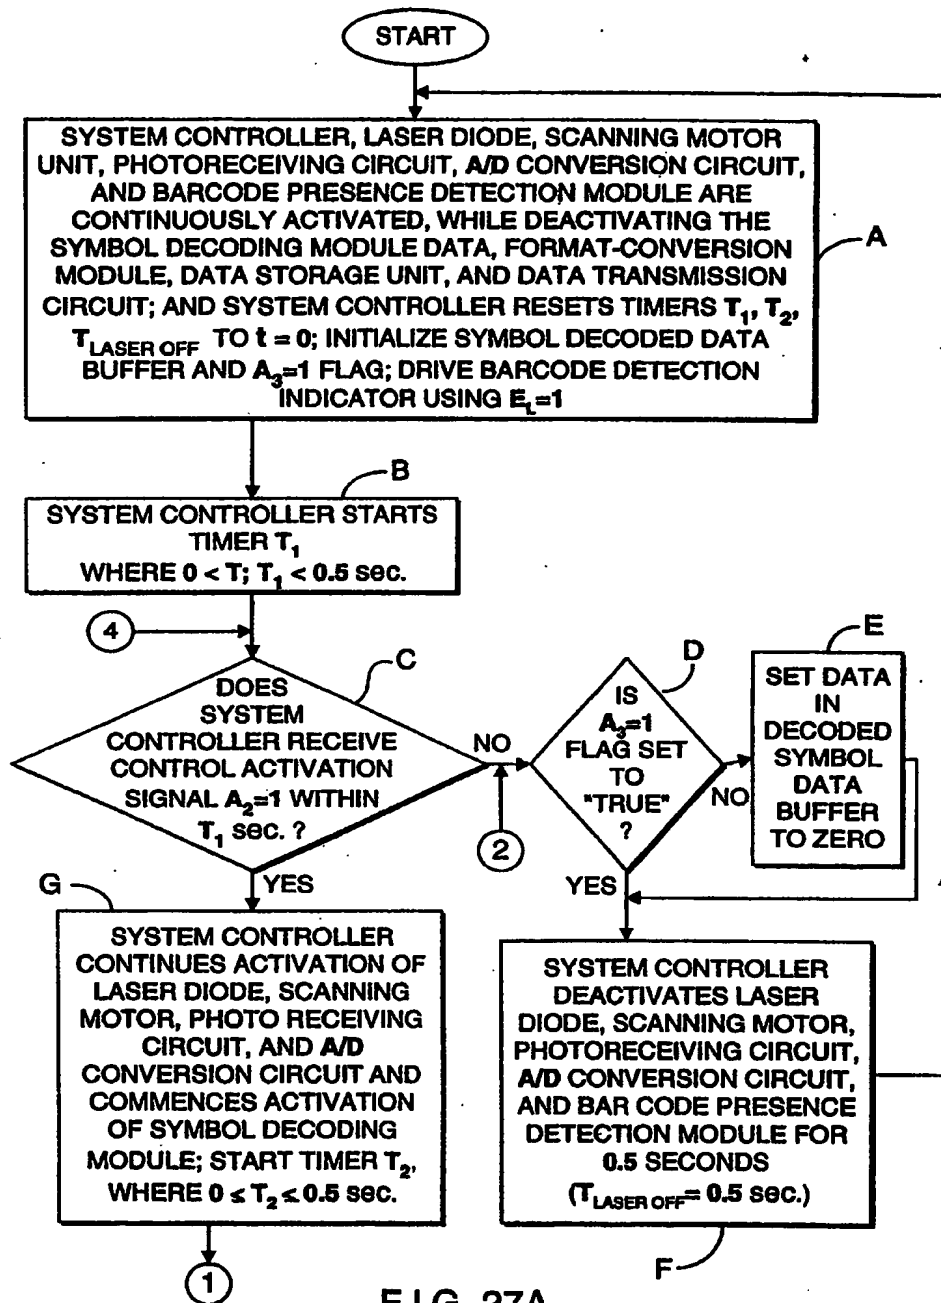 START
SYSTEM CONTROLLER, LASER DIODE, SCANNING MOTOR
UNIT, PHOTORECEIVING CIRCUIT, A/D CONVERSION CIRCUIT,
AND BARCODE PRESENCE DETECTION MODULE ARE
CONTINUOUSLY ACTIVATED, WHILE DEACTIVATING THE
SYMBOL DECODING MODULE DATA, FORMAT-CONVERSION
MODULE, DATA STORAGE UNIT, AND DATA TRANSMISSION
CIRCUIT; AND SYSTEM CONTROLLER RESETS TIMERS T₁, T₂,
T_LASER OFF TO t = 0; INITIALIZE SYMBOL DECODED DATA
BUFFER AND A₃=1 FLAG; DRIVE BARCODE DETECTION
INDICATOR USING E_L=1
A
B
SYSTEM CONTROLLER STARTS
TIMER T₁
WHERE 0 < T; T₁ < 0.5 sec.
4
C
DOES
SYSTEM
CONTROLLER RECEIVE
CONTROL ACTIVATION
SIGNAL A₂=1 WITHIN
T₁ sec. ?
NO
2
YES
D
IS
A₃=1
FLAG SET
TO
"TRUE"
?
NO
YES
E
SET DATA
IN
DECODED
SYMBOL
DATA
BUFFER
TO ZERO
G
SYSTEM CONTROLLER
CONTINUES ACTIVATION OF
LASER DIODE, SCANNING
MOTOR, PHOTO RECEIVING
CIRCUIT, AND A/D
CONVERSION CIRCUIT AND
COMMENCES ACTIVATION
OF SYMBOL DECODING
MODULE; START TIMER T₂,
WHERE 0 ≤ T₂ ≤ 0.5 sec.
1
SYSTEM CONTROLLER
DEACTIVATES LASER
DIODE, SCANNING MOTOR,
PHOTORECEIVING CIRCUIT,
A/D CONVERSION CIRCUIT,
AND BAR CODE PRESENCE
DETECTION MODULE FOR
0.5 SECONDS
(T_LASER OFF= 0.5 sec.)
F
FIG. 27A